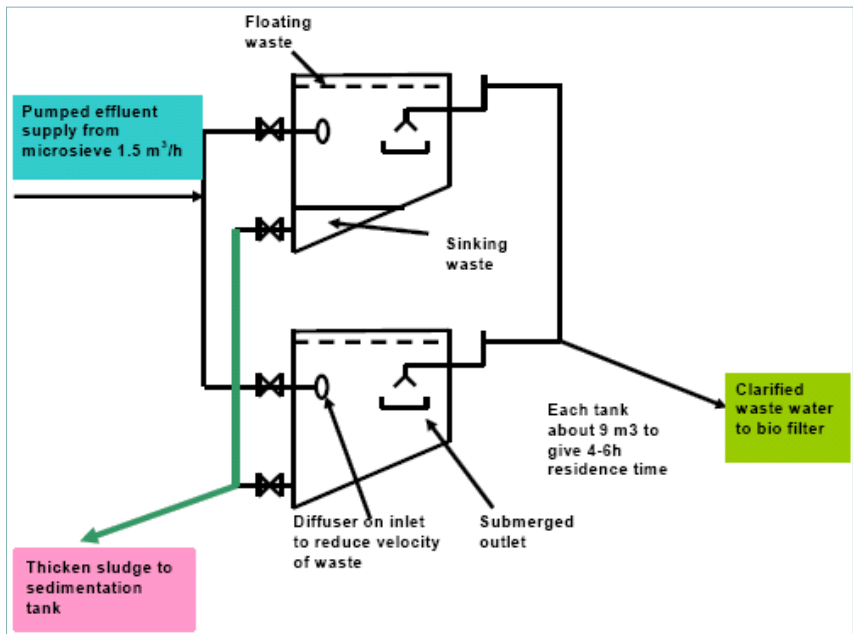 Floating
waste
Pumped effluent
supply from
microsieve 1.5 m³/h
Sinking
waste
Each tank
about 9 m3 to
give 4-6h
residence time
Clarified
waste water
to bio filter
Diffuser on inlet
to reduce velocity
of waste
Submerged
outlet
Thicken sludge to
sedimentation
tank